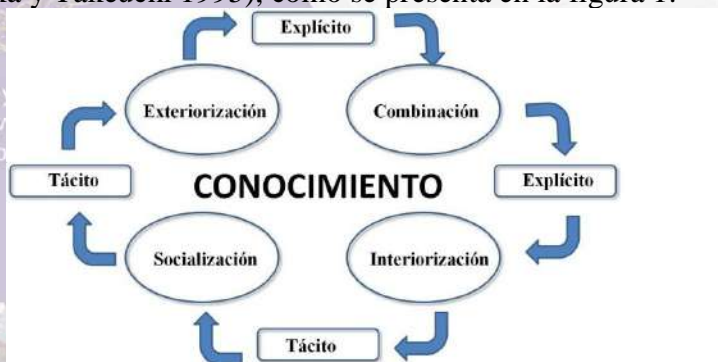 y Takeuchi 1995), como se presenta en la figura 1.
Explícito
Exteriorización
Combinación
Tácito
CONOCIMIENTO
Explícito
Socialización
Interiorización
Tácito